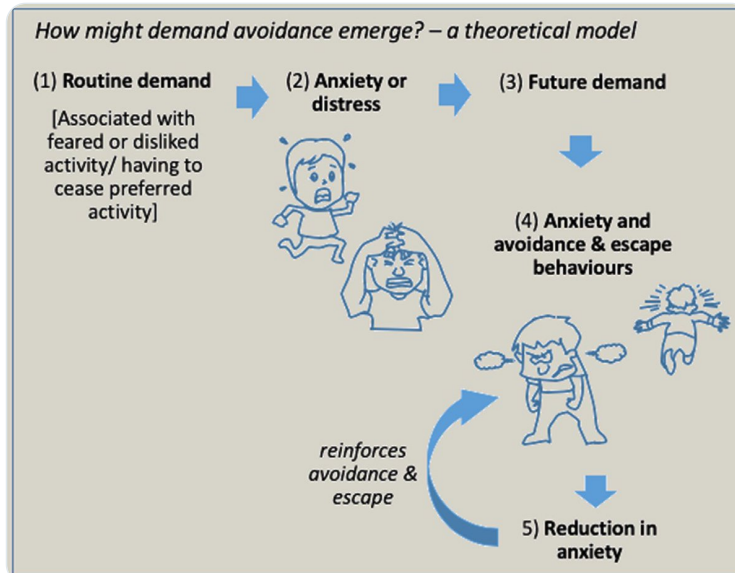 How might demand avoidance emerge? – a theoretical model
(1) Routine demand
[Associated with
feared or disliked
activity/ having to
cease preferred
activity]
(2) Anxiety or
distress
(3) Future demand
(4) Anxiety and
avoidance & escape
behaviours
reinforces
avoidance &
escape
5) Reduction in
anxiety